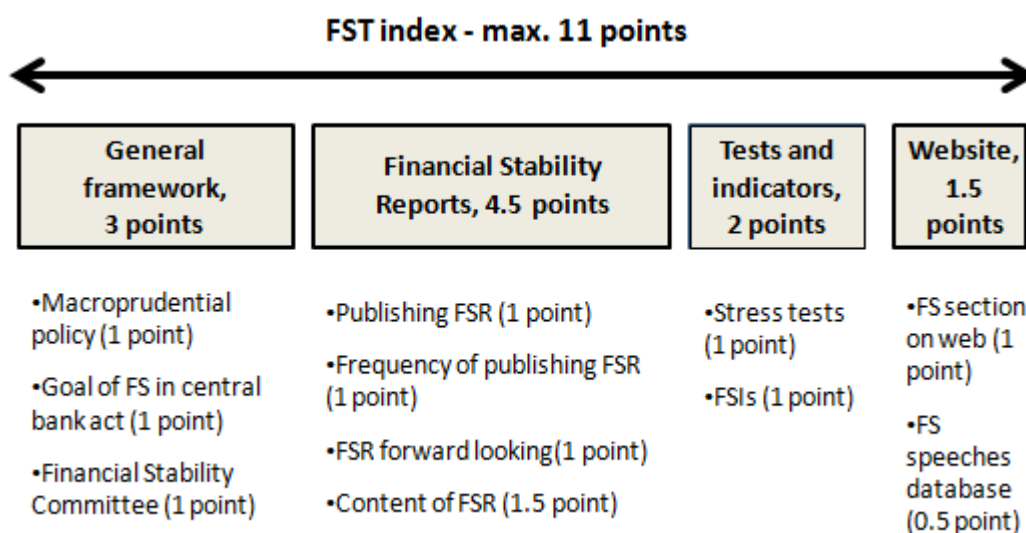 FST index - max. 11 points
General
framework,
3 points
•Macroprudential
policy (1 point)
•Goal of FS in central
bank act (1 point)
•Financial Stability
Committee (1 point)
Financial Stability
Reports, 4.5 points
•Publishing FSR (1 point)
•Frequency of publishing FSR
(1 point)
•FSR forward looking(1 point)
•Content of FSR (1.5 point)
Tests and
indicators,
2 points
•Stress tests
(1 point)
•FSIs (1 point)
Website,
1.5
points
•FS section
on web (1
point)
•FS
speeches
database
(0.5 point)